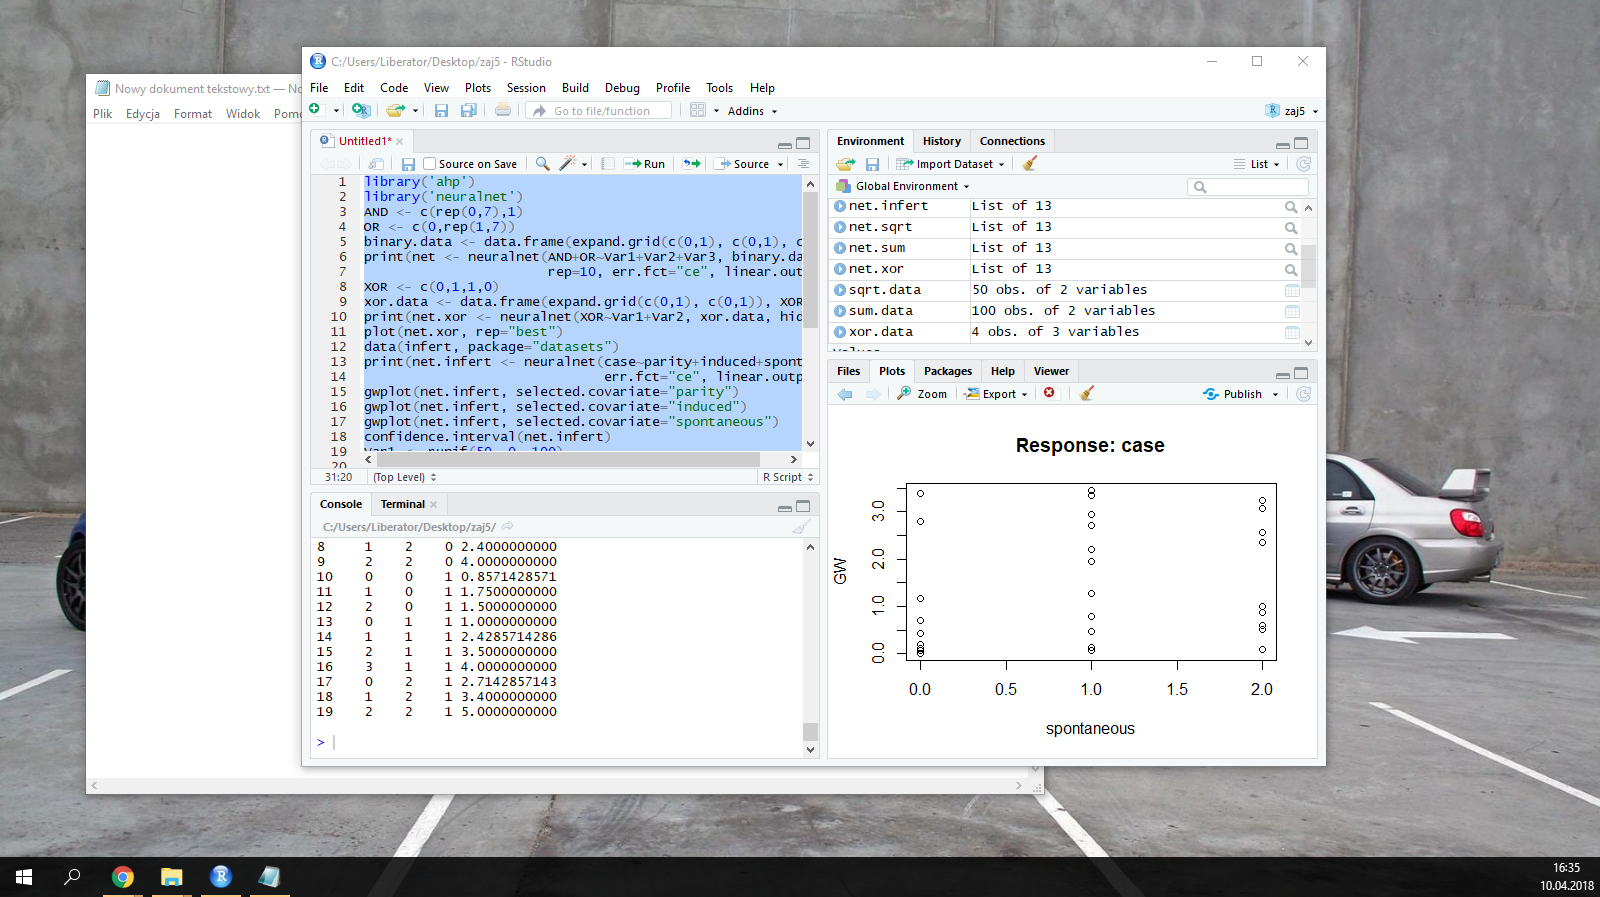 Nowy dokument tekstowy.txt — No
Plik Edycja Format Widok Pomo
C:/Users/Liberator/Desktop/zaj5 - RStudio
File Edit Code View Plots Session Build Debug Profile Tools Help
Go to file/function Addins zaj5
Untitled1*
Source on Save Run Source
1 library('ahp')
2 library('neuralnet')
3 AND <- c(rep(0,7),1)
4 OR <- c(0,rep(1,7))
5 binary.data <- data.frame(expand.grid(c(0,1), c(0,1), c
6 print(net <- neuralnet(AND+OR~Var1+Var2+Var3, binary.da
7 rep=10, err.fct="ce", linear.out
8 XOR <- c(0,1,1,0)
9 xor.data <- data.frame(expand.grid(c(0,1), c(0,1)), XOR
10 print(net.xor <- neuralnet(XOR~Var1+Var2, xor.data, hid
11 plot(net.xor, rep="best")
12 data(infert, package="datasets")
13 print(net.infert <- neuralnet(case~parity+induced+spont
14 err.fct="ce", linear.outp
15 gwplot(net.infert, selected.covariate="parity")
16 gwplot(net.infert, selected.covariate="induced")
17 gwplot(net.infert, selected.covariate="spontaneous")
18 confidence.interval(net.infert)
19 Var1 <- runif(50, 0, 100)
20
31:20 (Top Level) R Script
Console Terminal
C:/Users/Liberator/Desktop/zaj5/
8 1 2 0 2.4000000000
9 2 2 0 4.0000000000
10 0 0 1 0.8571428571
11 1 0 1 1.7500000000
12 2 0 1 1.5000000000
13 0 1 1 1.0000000000
14 1 1 1 2.4285714286
15 2 1 1 3.5000000000
16 3 1 1 4.0000000000
17 0 2 1 2.7142857143
18 1 2 1 3.4000000000
19 2 2 1 5.0000000000
>
Environment History Connections
Import Dataset List
Global Environment
net.infert List of 13
net.sqrt List of 13
net.sum List of 13
net.xor List of 13
sqrt.data 50 obs. of 2 variables
sum.data 100 obs. of 2 variables
xor.data 4 obs. of 3 variables
Values
Files Plots Packages Help Viewer
Zoom Export Publish
Response: case
GW
3.0
2.0
1.0
0.0
0.0 0.5 1.0 1.5 2.0
spontaneous
16:35
10.04.2018